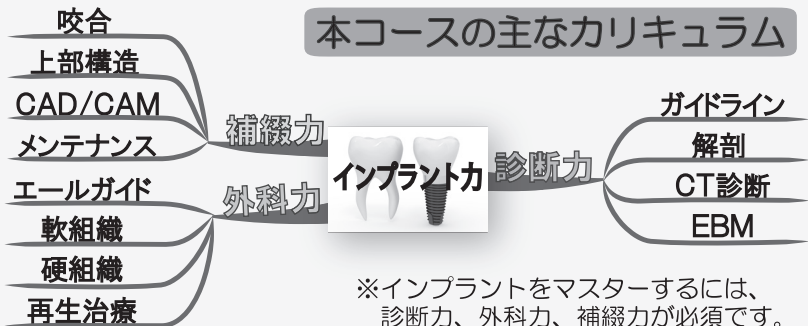 本コースの主なカリキュラム
咬合
上部構造
CAD/CAM
メンテナンス
補綴力
エールガイド
軟組織
硬組織
再生治療
外科力
インプラント力
診断力
ガイドライン
解剖
CT診断
EBM
※インプラントをマスターするには、
診断力、外科力、補綴力が必須です。